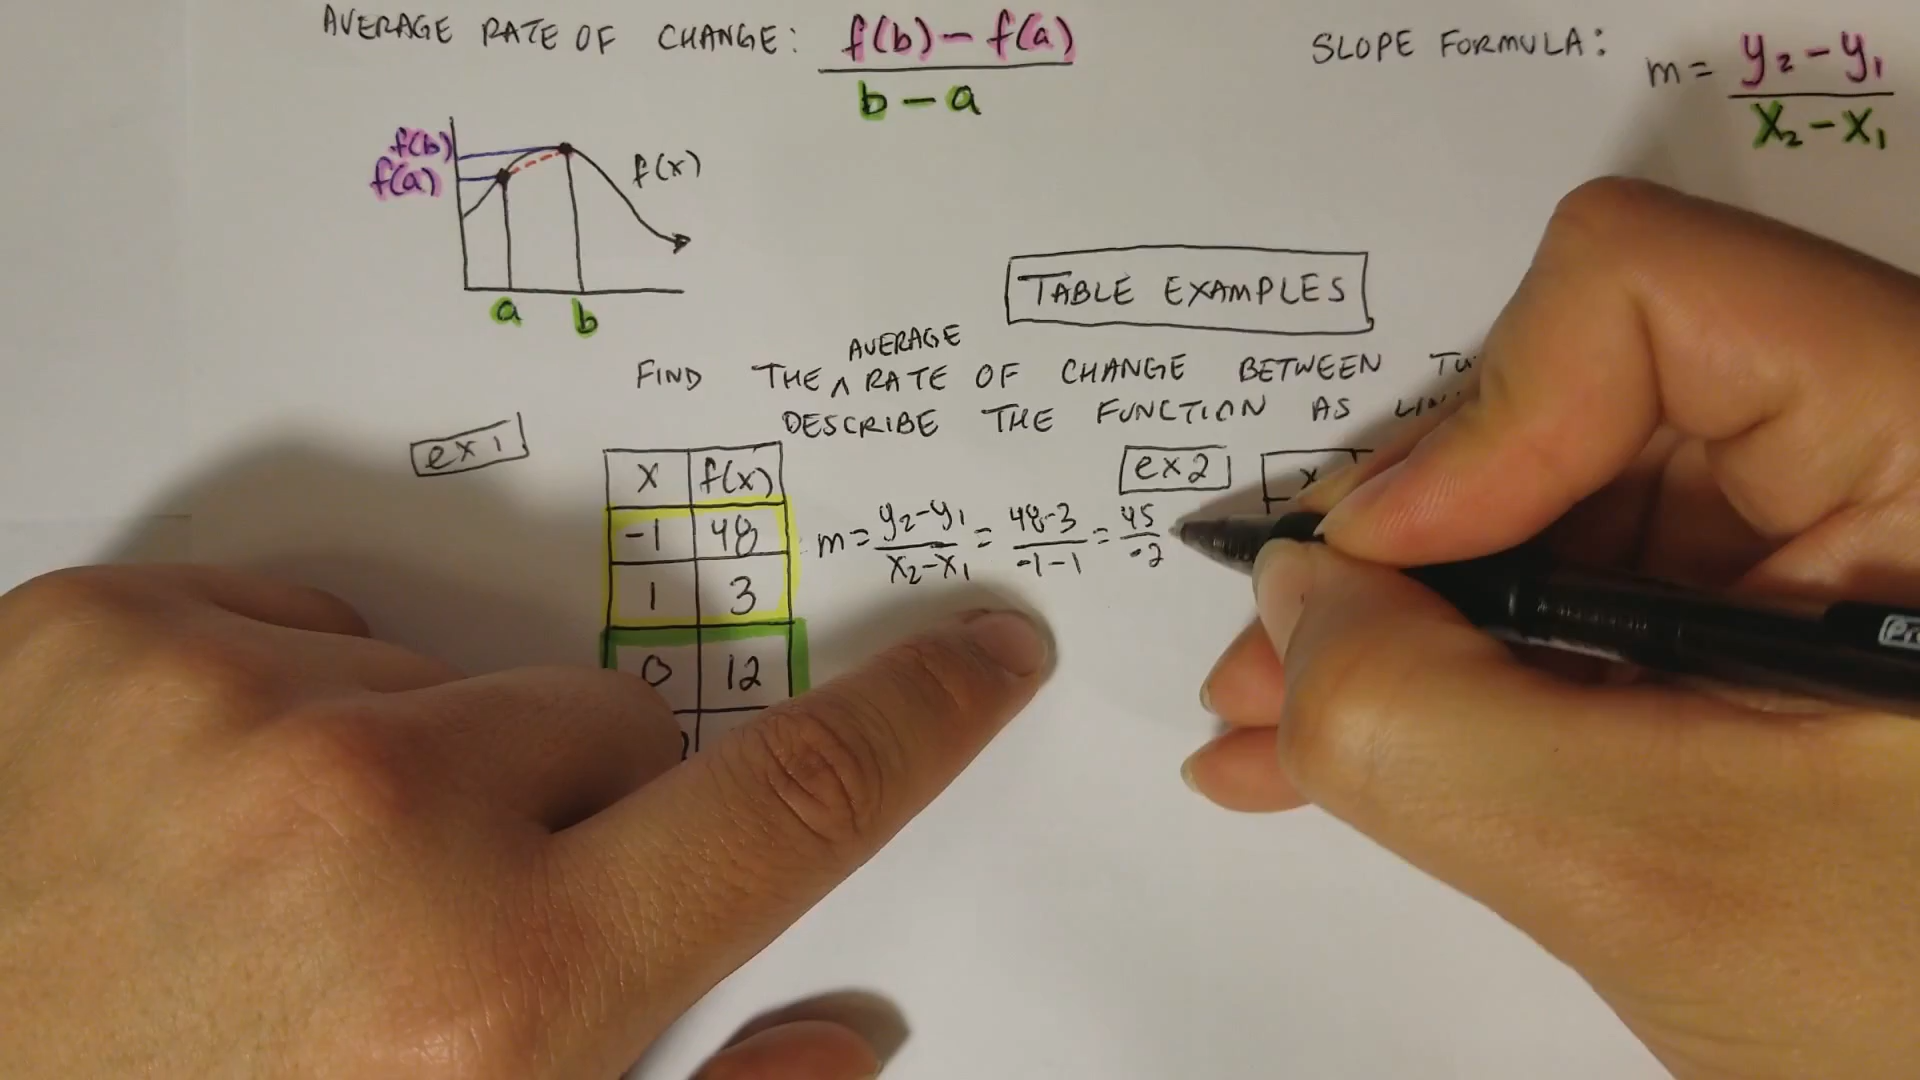 AVERAGE RATE OF CHANGE: f(b) - f(a)
b - a
SLOPE FORMULA: m = y₂ - y₁
x₂ - x₁
f(b)
f(a)
f(x)
a b
TABLE EXAMPLES
AVERAGE
FIND THE ^ RATE OF CHANGE BETWEEN
DESCRIBE THE FUNCTION AS
ex 1
x f(x)
-1 48
1 3
0 12
m = y₂-y₁ = 48-3 = 45
x₂-x₁ -1-1 -2
ex 2
x